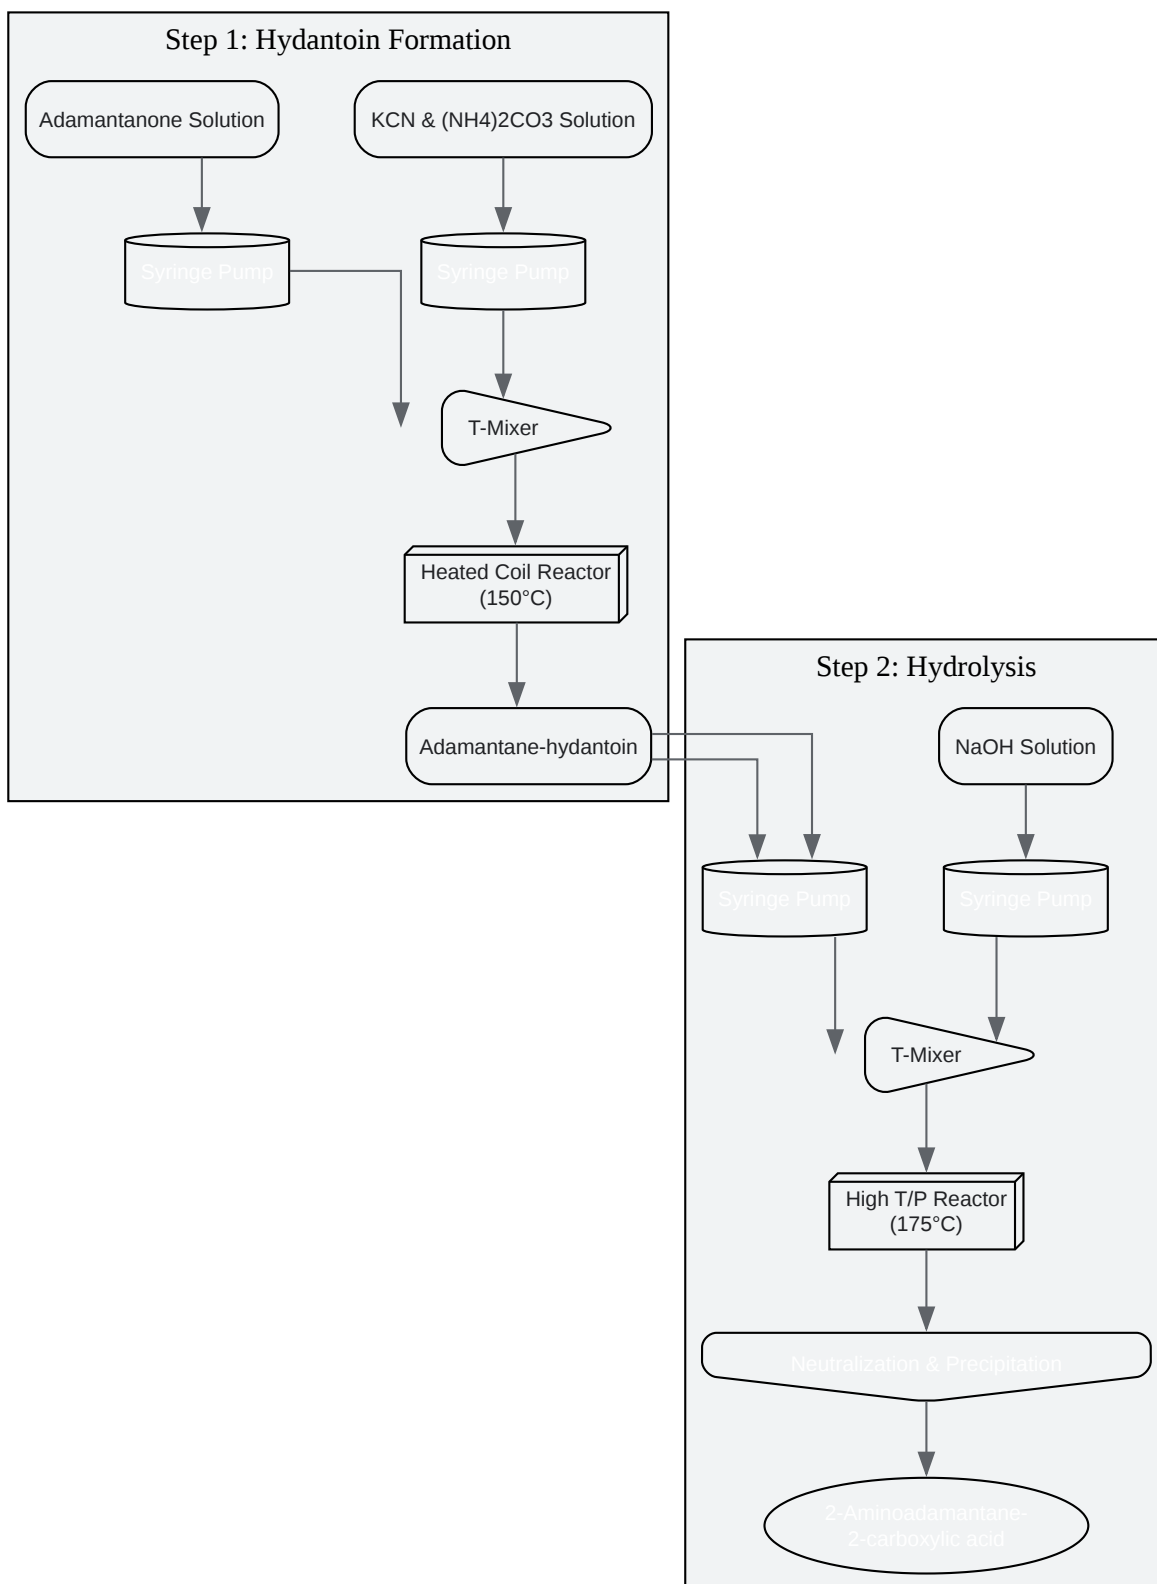 Step 1: Hydantoin Formation
Adamantanone Solution
KCN & (NH4)2CO3 Solution
Syringe Pump
Syringe Pump
T-Mixer
Heated Coil Reactor
(150°C)
Adamantane-hydantoin
Step 2: Hydrolysis
NaOH Solution
Syringe Pump
Syringe Pump
T-Mixer
High T/P Reactor
(175°C)
Neutralization & Precipitation
2-Aminoadamantane-
2-carboxylic acid